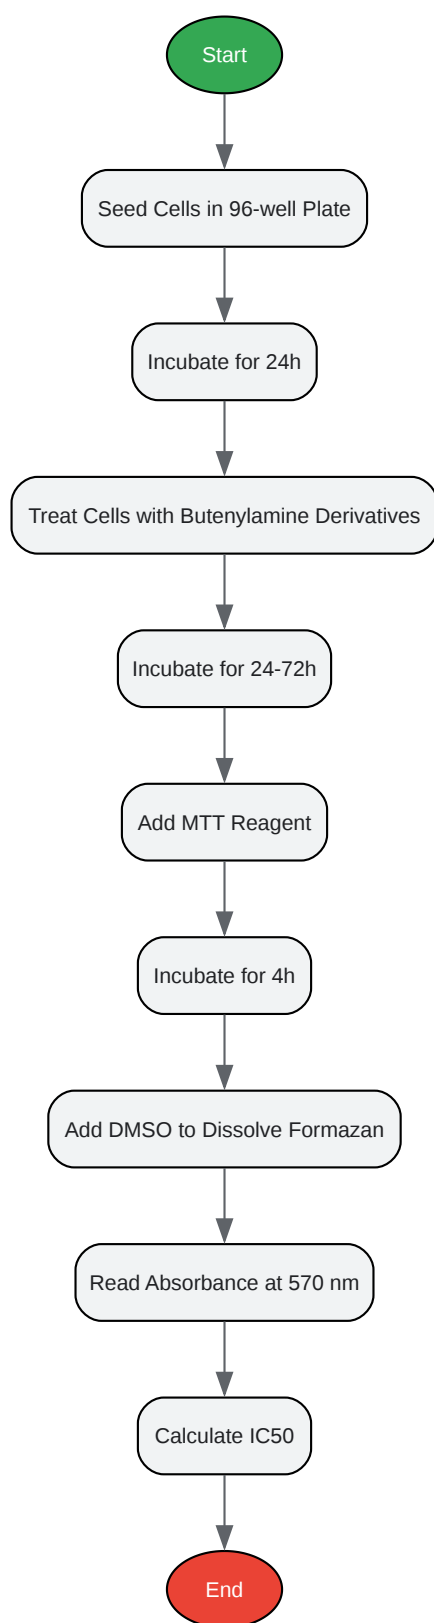 Start
Seed Cells in 96-well Plate
Incubate for 24h
Treat Cells with Butenylamine Derivatives
Incubate for 24-72h
Add MTT Reagent
Incubate for 4h
Add DMSO to Dissolve Formazan
Read Absorbance at 570 nm
Calculate IC50
End